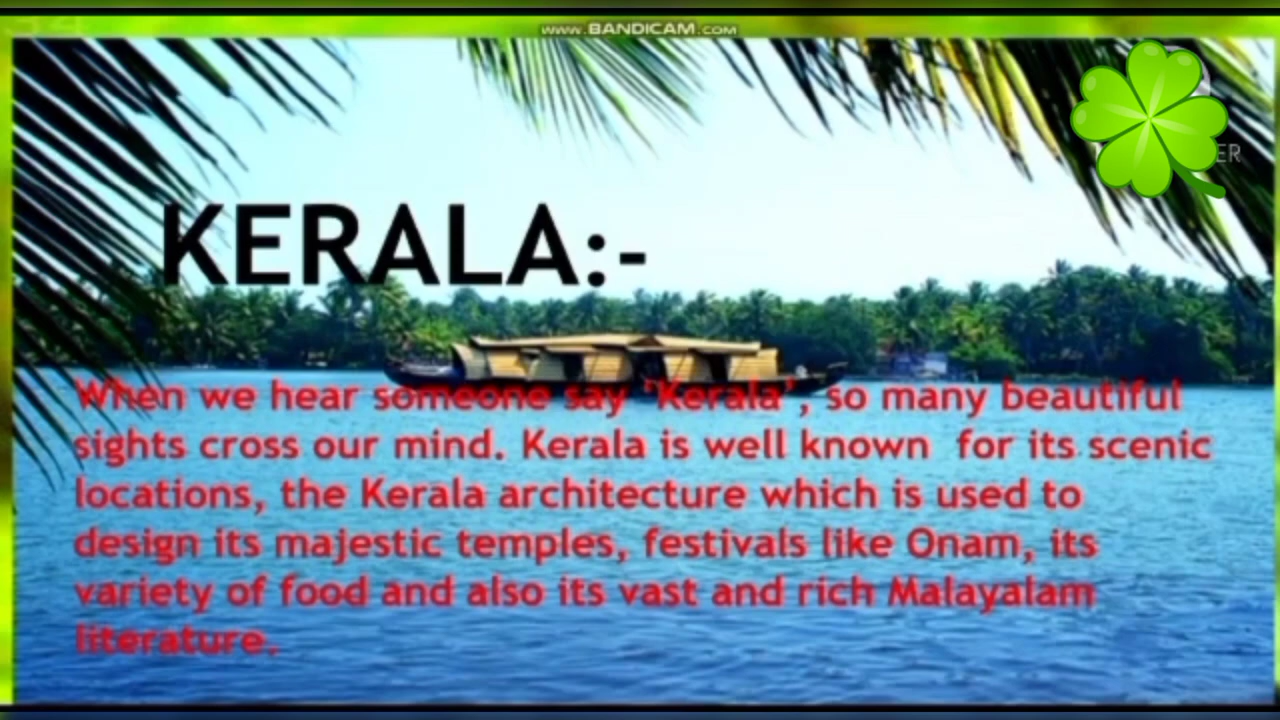 www.BANDICAM.com
ER
KERALA:-
When we hear someone say 'Kerala', so many beautiful
sights cross our mind. Kerala is well known for its scenic
locations, the Kerala architecture which is used to
design its majestic temples, festivals like Onam, its
variety of food and also its vast and rich Malayalam
literature.